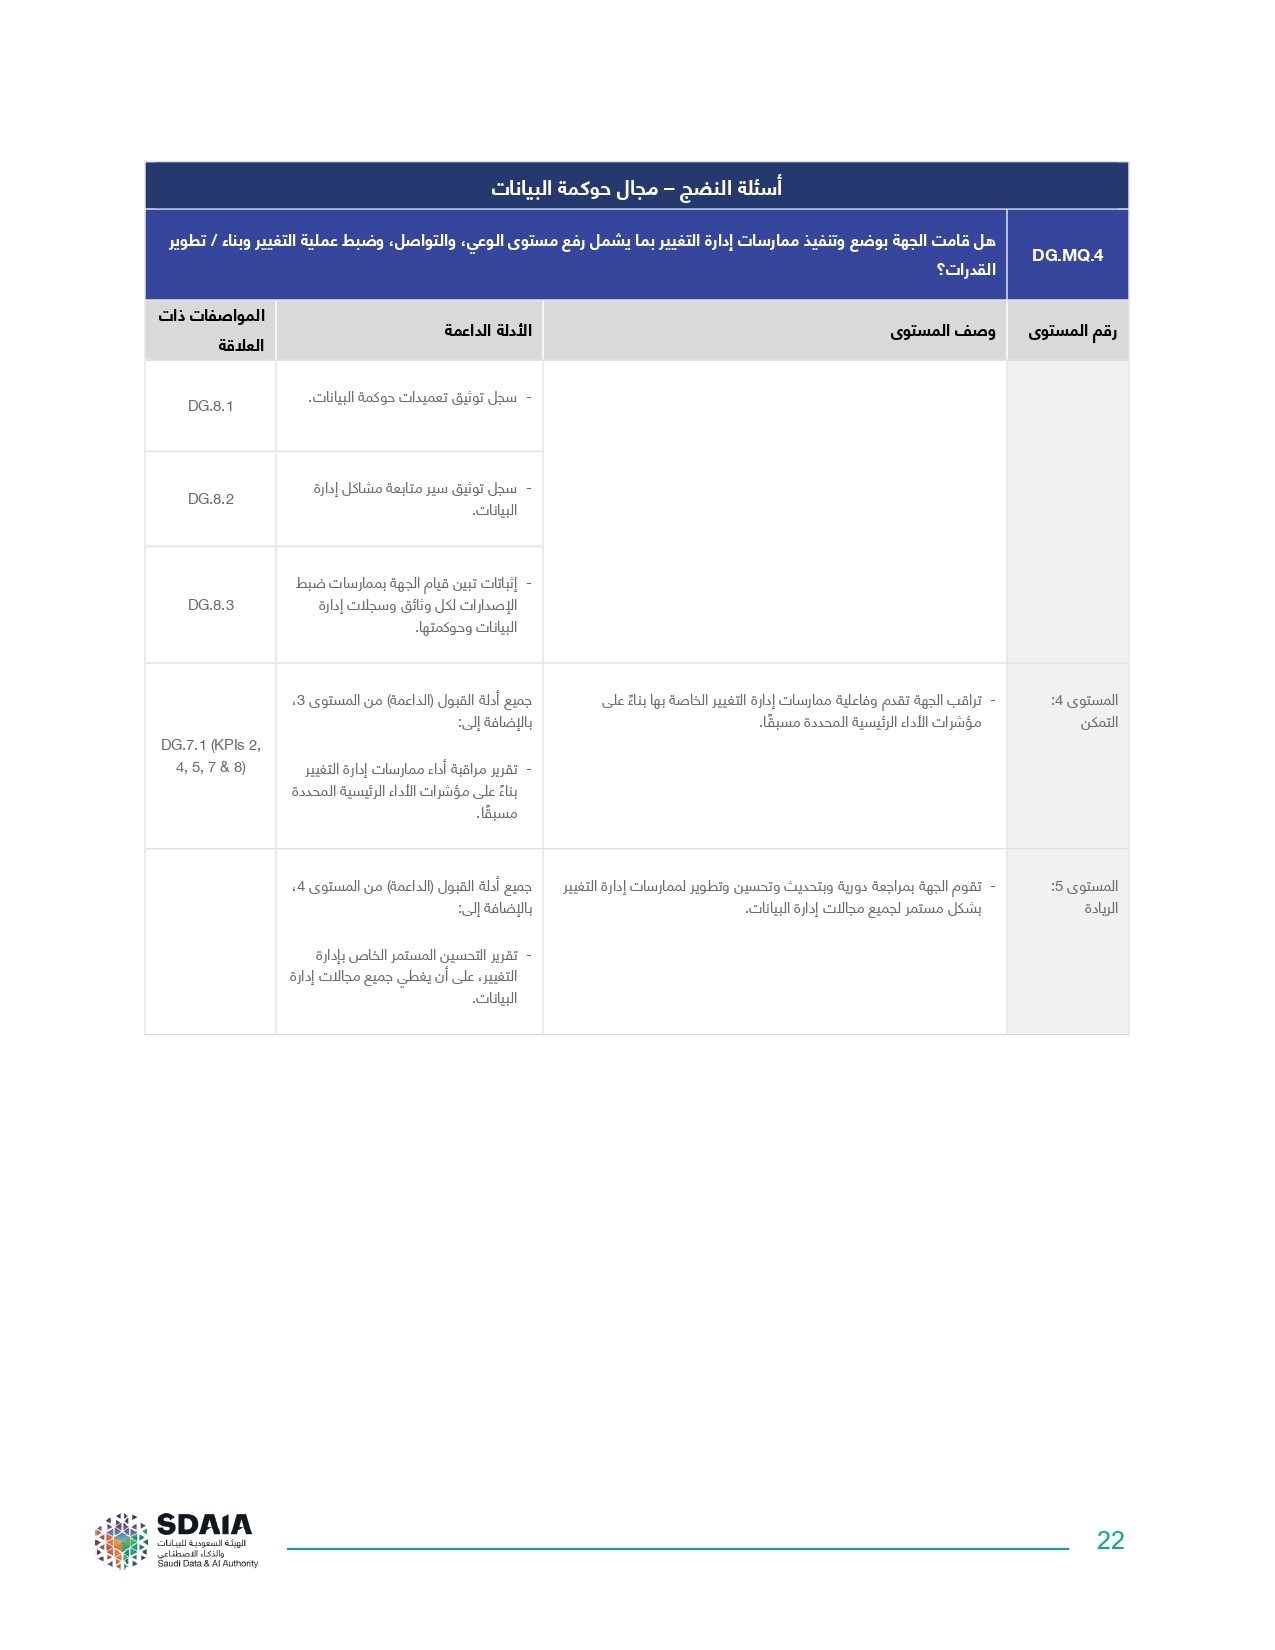 أسئلة النضج – مجال حوكمة البيانات
DG.MQ.4
هل قامت الجهة بوضع وتنفيذ ممارسات إدارة التغيير بما يشمل رفع مستوى الوعي، والتواصل، وضبط عملية التغيير وبناء / تطوير
القدرات؟
رقم المستوى
وصف المستوى
الأدلة الداعمة
المواصفات ذات
العلاقة
- سجل توثيق تعميدات حوكمة البيانات.
DG.8.1
- سجل توثيق سير متابعة مشاكل إدارة
البيانات.
DG.8.2
- إثباتات تبين قيام الجهة بممارسات ضبط
الإصدارات لكل وثائق وسجلات إدارة
البيانات وحوكمتها.
DG.8.3
المستوى 4:
التمكن
- تراقب الجهة تقدم وفاعلية ممارسات إدارة التغيير الخاصة بها بناءً على
مؤشرات الأداء الرئيسية المحددة مسبقًا.
جميع أدلة القبول (الداعمة) من المستوى 3،
بالإضافة إلى:
- تقرير مراقبة أداء ممارسات إدارة التغيير
بناءً على مؤشرات الأداء الرئيسية المحددة
مسبقًا.
DG.7.1 (KPIs 2,
4, 5, 7 & 8)
المستوى 5:
الريادة
- تقوم الجهة بمراجعة دورية وبتحديث وتحسين وتطوير لممارسات إدارة التغيير
بشكل مستمر لجميع مجالات إدارة البيانات.
جميع أدلة القبول (الداعمة) من المستوى 4،
بالإضافة إلى:
- تقرير التحسين المستمر الخاص بإدارة
التغيير، على أن يغطي جميع مجالات إدارة
البيانات.
SDAIA
الهيئة السعودية للبيانات
والذكاء الاصطناعي
Saudi Data & AI Authority
22